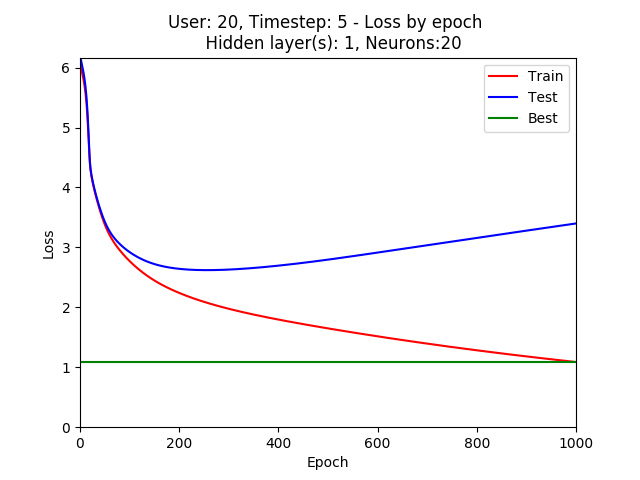 User: 20, Timestep: 5 - Loss by epoch
Hidden layer(s): 1, Neurons:20
Train
Test
Best
Loss
6
5
4
3
2
1
0
0 200 400 600 800 1000
Epoch